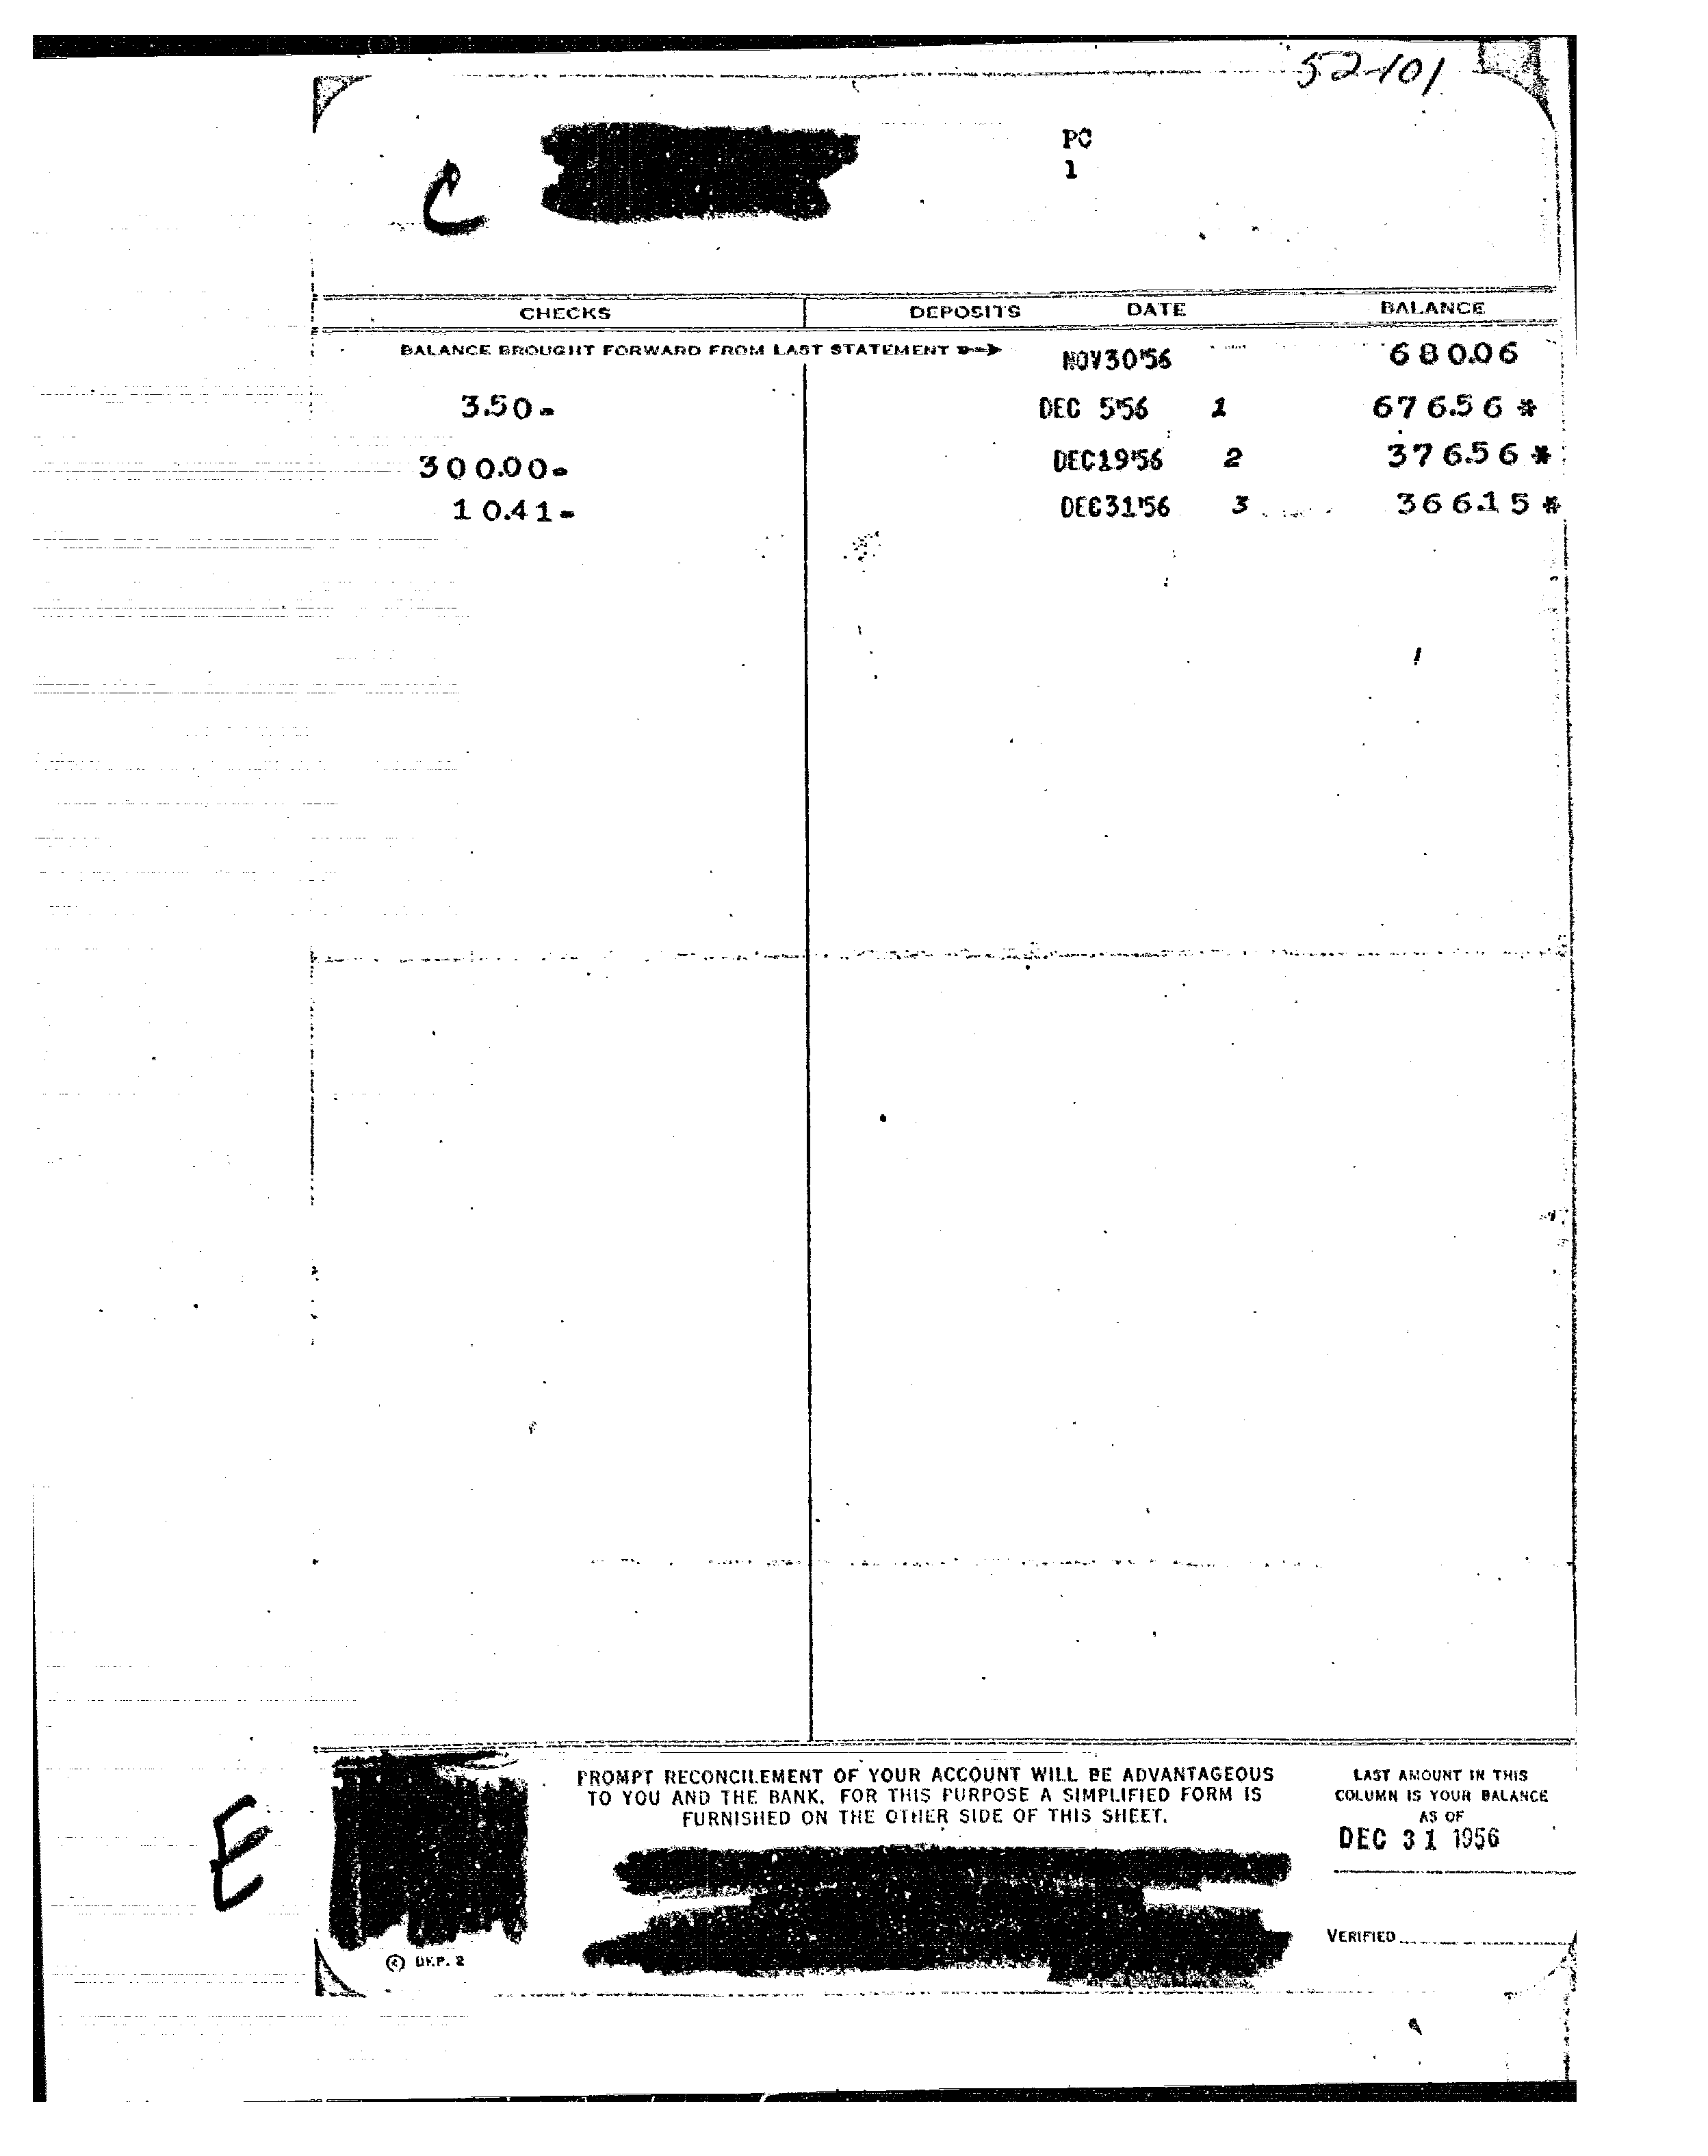 52-101
C
PC
1
CHECKS DEPOSITS DATE BALANCE
BALANCE BROUGHT FORWARD FROM LAST STATEMENT NOV30'56 680.06
3.50- DEC 5'56 1 676.56*
300.00- DEC19'56 2 376.56*
10.41- DEC31'56 3 366.15*
PROMPT RECONCILEMENT OF YOUR ACCOUNT WILL BE ADVANTAGEOUS
TO YOU AND THE BANK. FOR THIS PURPOSE A SIMPLIFIED FORM IS
FURNISHED ON THE OTHER SIDE OF THIS SHEET.
LAST AMOUNT IN THIS
COLUMN IS YOUR BALANCE
AS OF
DEC 31 1956
E
VERIFIED
DKP. 2